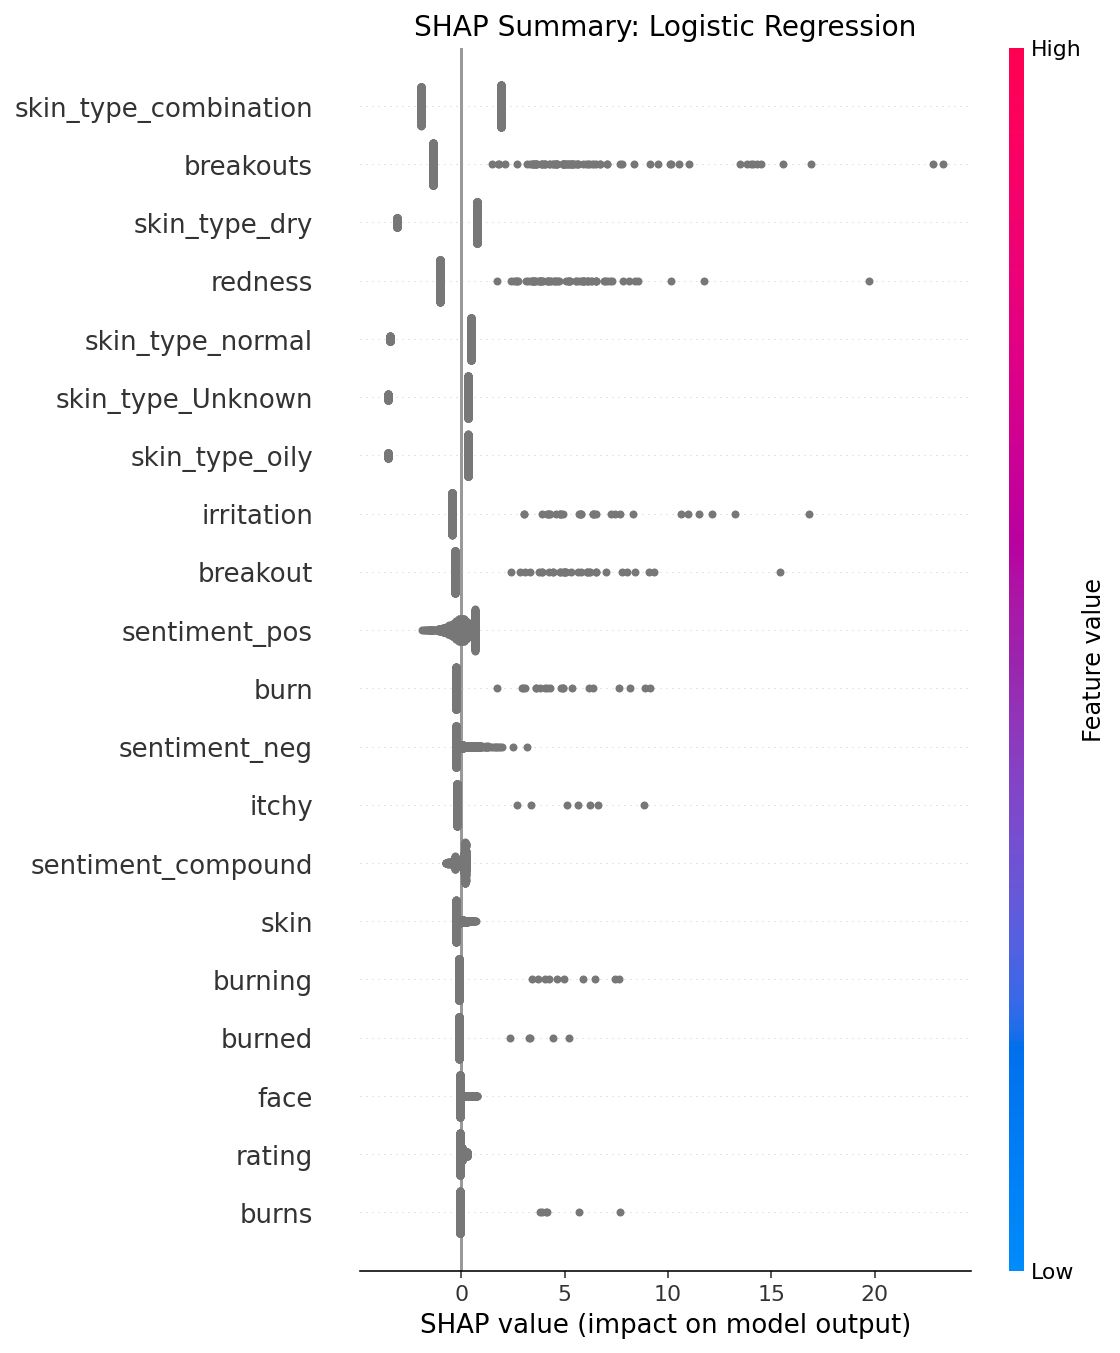 SHAP Summary: Logistic Regression
High
skin_type_combination
breakouts
skin_type_dry
redness
skin_type_normal
skin_type_Unknown
skin_type_oily
irritation
breakout
sentiment_pos
burn
sentiment_neg
itchy
sentiment_compound
skin
burning
burned
face
rating
burns
Feature value
Low
0 5 10 15 20
SHAP value (impact on model output)